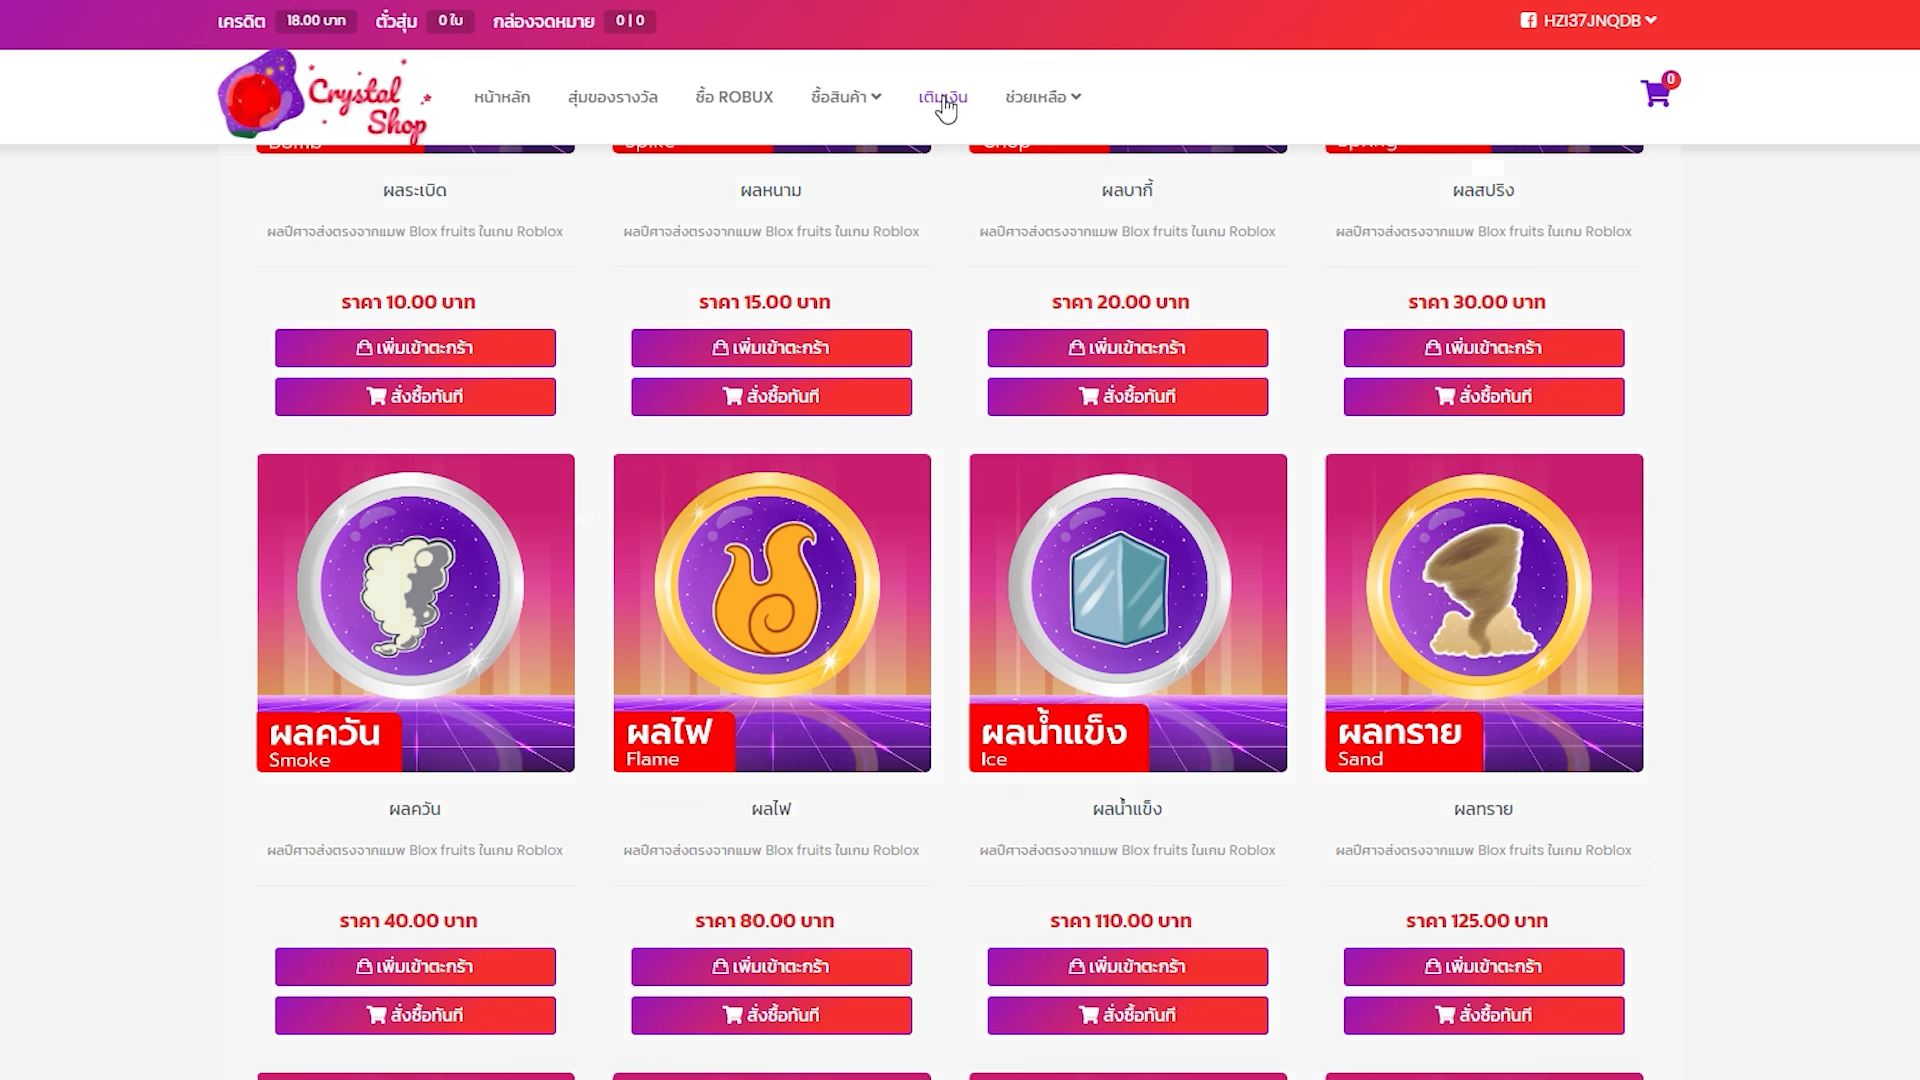 เครดิต 18.00 บาท ตั๋วสุ่ม 0 ใบ กล่องจดหมาย 0 | 0 HZI37JNQDB
Crystal Shop
หน้าหลัก สุ่มของรางวัล ซื้อ ROBUX ซื้อสินค้า เติมเงิน ช่วยเหลือ 0
Bomb Spike Chop Spring
ผลระเบิด ผลหนาม ผลบากี้ ผลสปริง
ผลปีศาจส่งตรงจากแมพ Blox fruits ในเกม Roblox ผลปีศาจส่งตรงจากแมพ Blox fruits ในเกม Roblox ผลปีศาจส่งตรงจากแมพ Blox fruits ในเกม Roblox ผลปีศาจส่งตรงจากแมพ Blox fruits ในเกม Roblox
ราคา 10.00 บาท ราคา 15.00 บาท ราคา 20.00 บาท ราคา 30.00 บาท
เพิ่มเข้าตะกร้า เพิ่มเข้าตะกร้า เพิ่มเข้าตะกร้า เพิ่มเข้าตะกร้า
สั่งซื้อทันที สั่งซื้อทันที สั่งซื้อทันที สั่งซื้อทันที
ผลควัน ผลไฟ ผลน้ำแข็ง ผลทราย
Smoke Flame Ice Sand
ผลควัน ผลไฟ ผลน้ำแข็ง ผลทราย
ผลปีศาจส่งตรงจากแมพ Blox fruits ในเกม Roblox ผลปีศาจส่งตรงจากแมพ Blox fruits ในเกม Roblox ผลปีศาจส่งตรงจากแมพ Blox fruits ในเกม Roblox ผลปีศาจส่งตรงจากแมพ Blox fruits ในเกม Roblox
ราคา 40.00 บาท ราคา 80.00 บาท ราคา 110.00 บาท ราคา 125.00 บาท
เพิ่มเข้าตะกร้า เพิ่มเข้าตะกร้า เพิ่มเข้าตะกร้า เพิ่มเข้าตะกร้า
สั่งซื้อทันที สั่งซื้อทันที สั่งซื้อทันที สั่งซื้อทันที